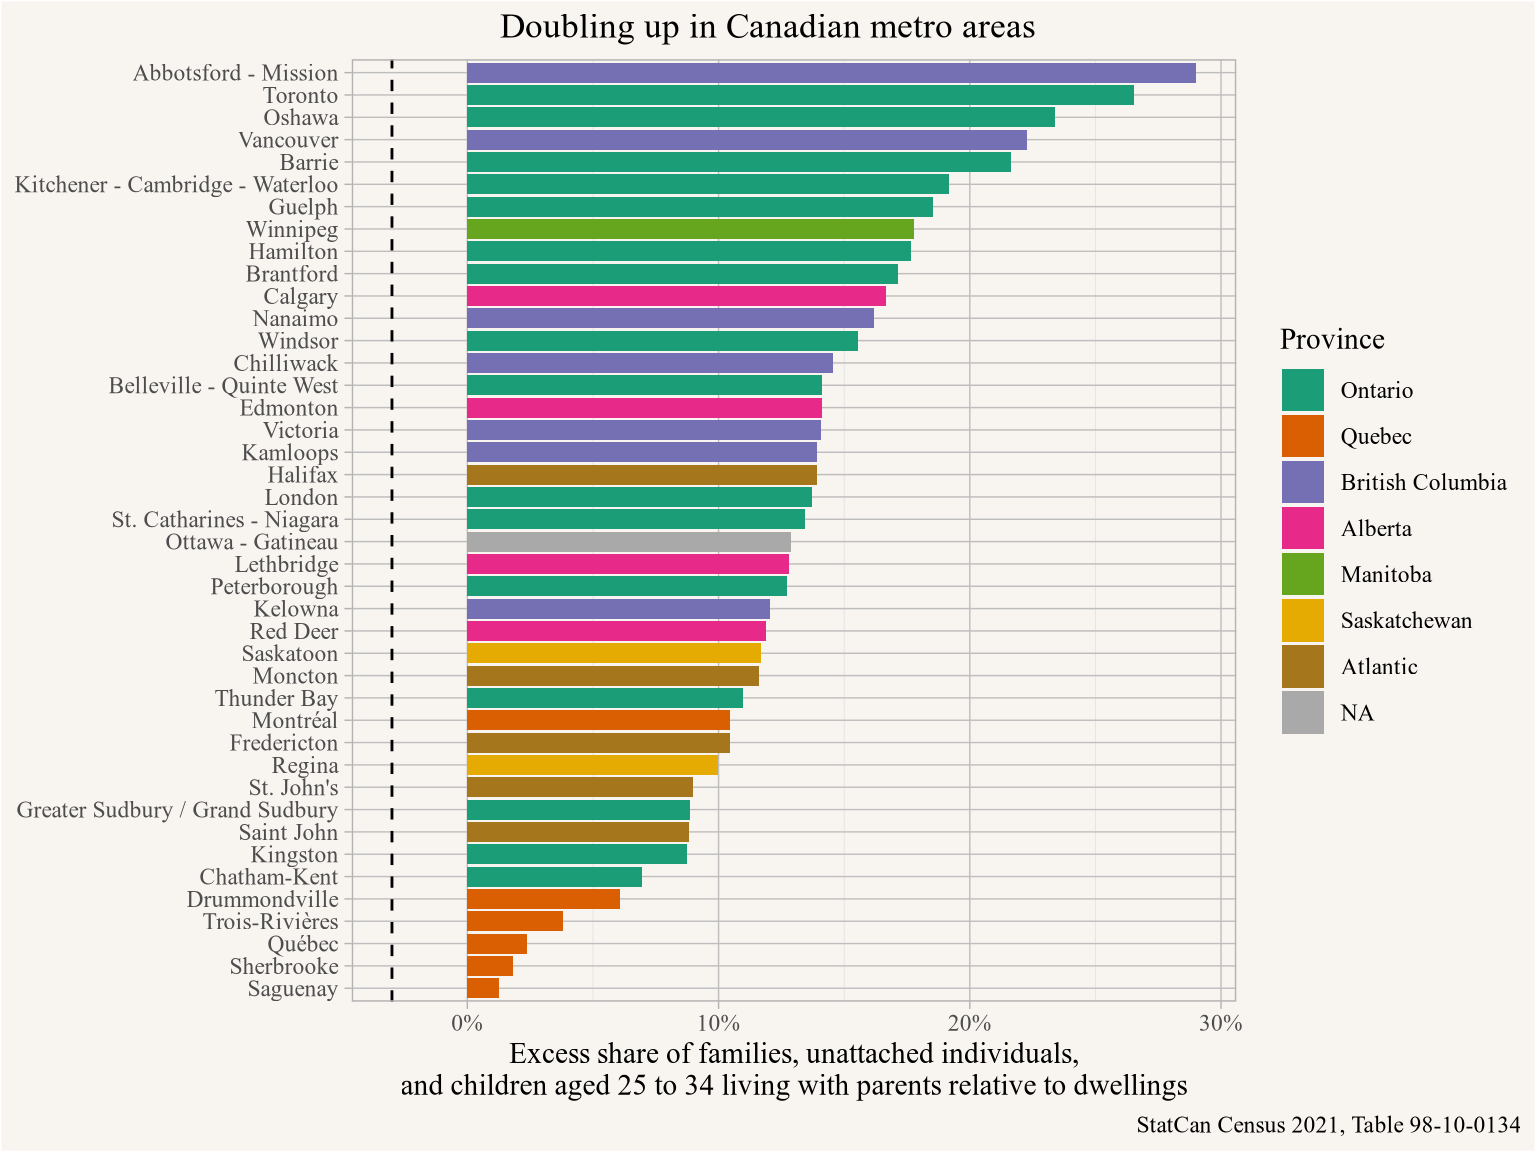 Doubling up in Canadian metro areas
Abbotsford - Mission
Toronto
Oshawa
Vancouver
Barrie
Kitchener - Cambridge - Waterloo
Guelph
Winnipeg
Hamilton
Brantford
Calgary
Nanaimo
Windsor
Chilliwack
Belleville - Quinte West
Edmonton
Victoria
Kamloops
Halifax
London
St. Catharines - Niagara
Ottawa - Gatineau
Lethbridge
Peterborough
Kelowna
Red Deer
Saskatoon
Moncton
Thunder Bay
Montréal
Fredericton
Regina
St. John's
Greater Sudbury / Grand Sudbury
Saint John
Kingston
Chatham-Kent
Drummondville
Trois-Rivières
Québec
Sherbrooke
Saguenay
0% 10% 20% 30%
Excess share of families, unattached individuals,
and children aged 25 to 34 living with parents relative to dwellings
Province
Ontario
Quebec
British Columbia
Alberta
Manitoba
Saskatchewan
Atlantic
NA
StatCan Census 2021, Table 98-10-0134